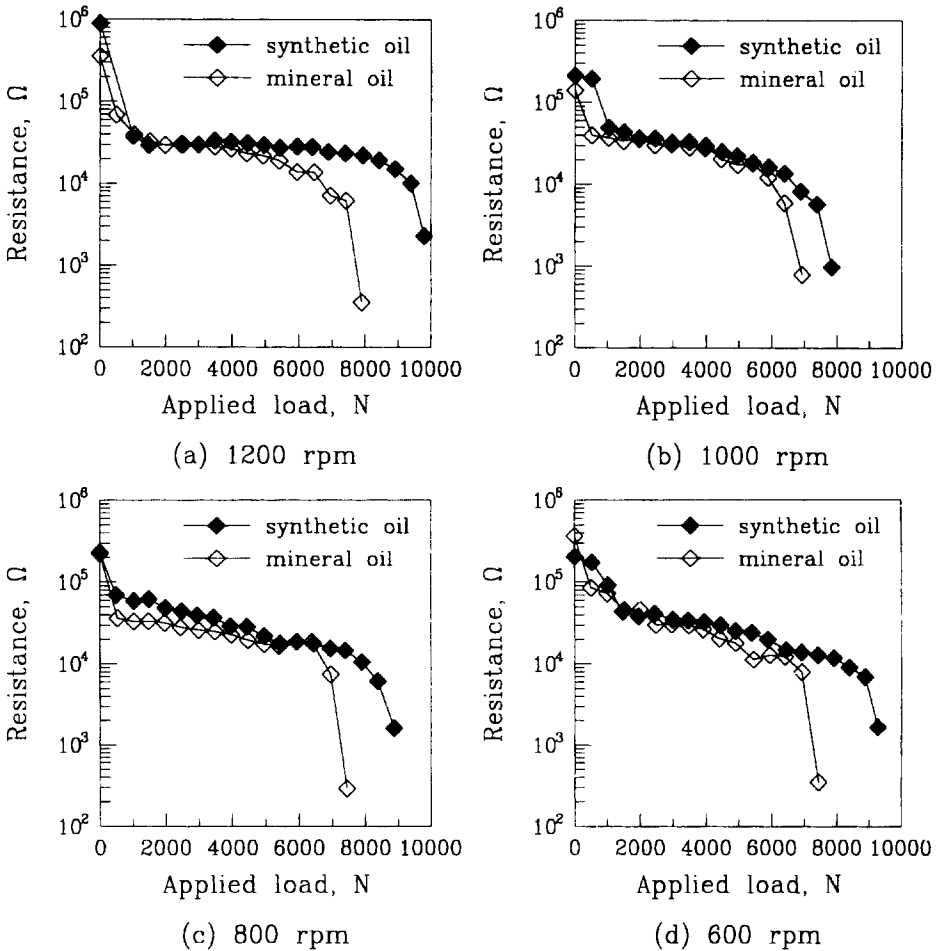 10⁶
10⁵
10⁴
10³
10²
Resistance, Ω
synthetic oil
mineral oil
0 2000 4000 6000 8000 10000
Applied load, N
(a) 1200 rpm
10⁶
10⁵
10⁴
10³
10²
Resistance, Ω
synthetic oil
mineral oil
0 2000 4000 6000 8000 10000
Applied load, N
(b) 1000 rpm
10⁶
10⁵
10⁴
10³
10²
Resistance, Ω
synthetic oil
mineral oil
0 2000 4000 6000 8000 10000
Applied load, N
(c) 800 rpm
10⁶
10⁵
10⁴
10³
10²
Resistance, Ω
synthetic oil
mineral oil
0 2000 4000 6000 8000 10000
Applied load, N
(d) 600 rpm